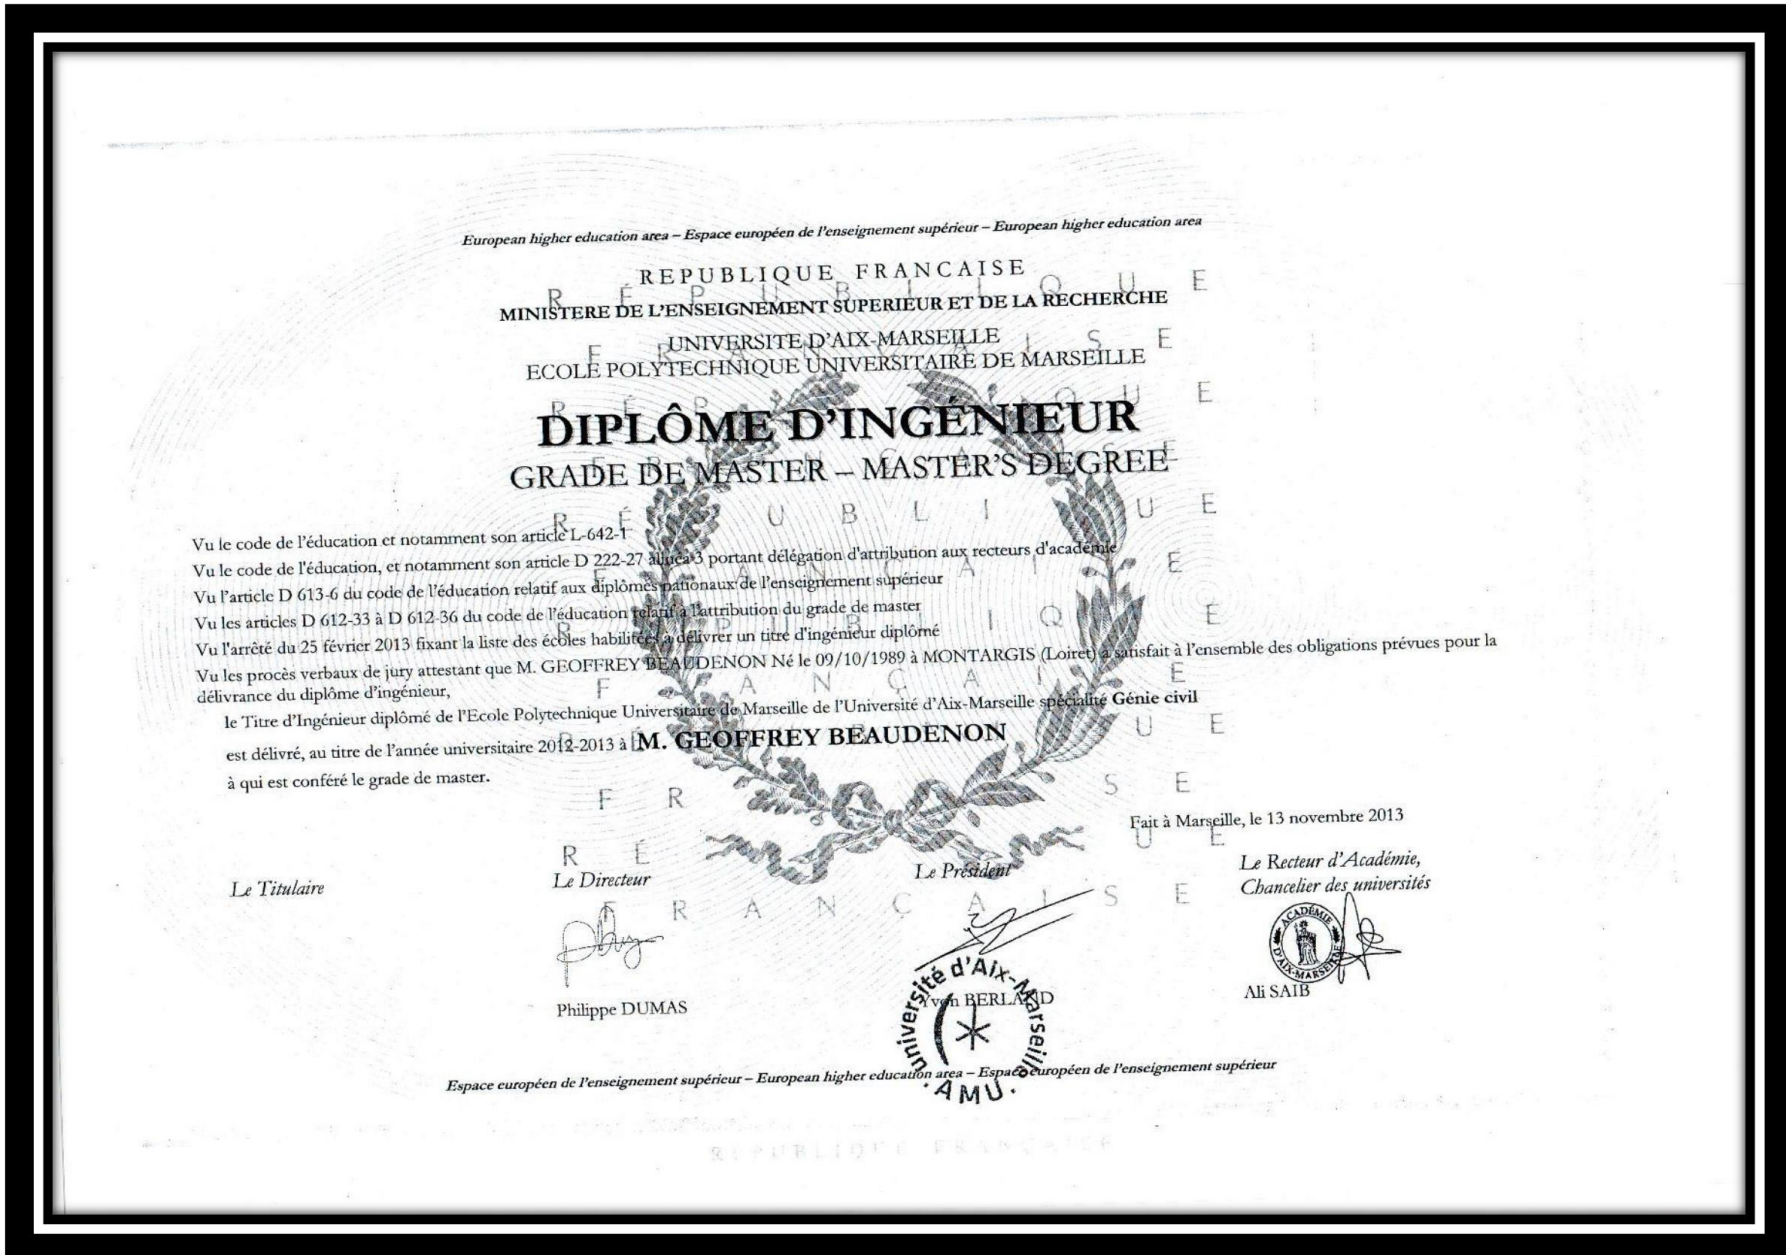 European higher education area – Espace européen de l'enseignement supérieur – European higher education area
REPUBLIQUE FRANCAISE
MINISTERE DE L'ENSEIGNEMENT SUPERIEUR ET DE LA RECHERCHE
UNIVERSITE D'AIX-MARSEILLE
ECOLE POLYTECHNIQUE UNIVERSITAIRE DE MARSEILLE
DIPLÔME D'INGÉNIEUR
GRADE DE MASTER – MASTER'S DEGREE
Vu le code de l'éducation et notamment son article L-642-1
Vu le code de l'éducation, et notamment son article D 222-27 alinéa 3 portant délégation d'attribution aux recteurs d'académie
Vu l'article D 613-6 du code de l'éducation relatif aux diplômes nationaux de l'enseignement supérieur
Vu les articles D 612-33 à D 612-36 du code de l'éducation relatif à l'attribution du grade de master
Vu l'arrêté du 25 février 2013 fixant la liste des écoles habilitées à délivrer un titre d'ingénieur diplômé
Vu les procès verbaux de jury attestant que M. GEOFFREY BEAUDENON Né le 09/10/1989 à MONTARGIS (Loiret) a satisfait à l'ensemble des obligations prévues pour la
délivrance du diplôme d'ingénieur,
le Titre d'Ingénieur diplômé de l'Ecole Polytechnique Universitaire de Marseille de l'Université d'Aix-Marseille spécialité Génie civil
est délivré, au titre de l'année universitaire 2012-2013 à M. GEOFFREY BEAUDENON
à qui est conféré le grade de master.
Fait à Marseille, le 13 novembre 2013
Le Titulaire
Le Directeur
Le Président
Le Recteur d'Académie,
Chancelier des universités
ACADÉMIE
D'AIX-MARSEILLE
Philippe DUMAS
Yvon BERLAND
Ali SAIB
Université d'Aix-Marseille
AMU
Espace européen de l'enseignement supérieur – European higher education area – Espace européen de l'enseignement supérieur
REPUBLIQUE FRANCAISE